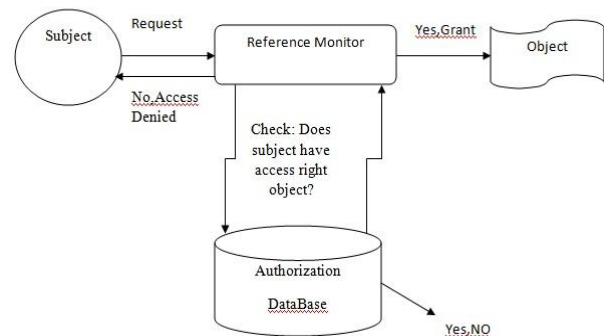 Subject
Request
Reference Monitor
Yes,Grant
Object
No,Access
Denied
Check: Does
subject have
access right
object?
Authorization
DataBase
Yes,NO